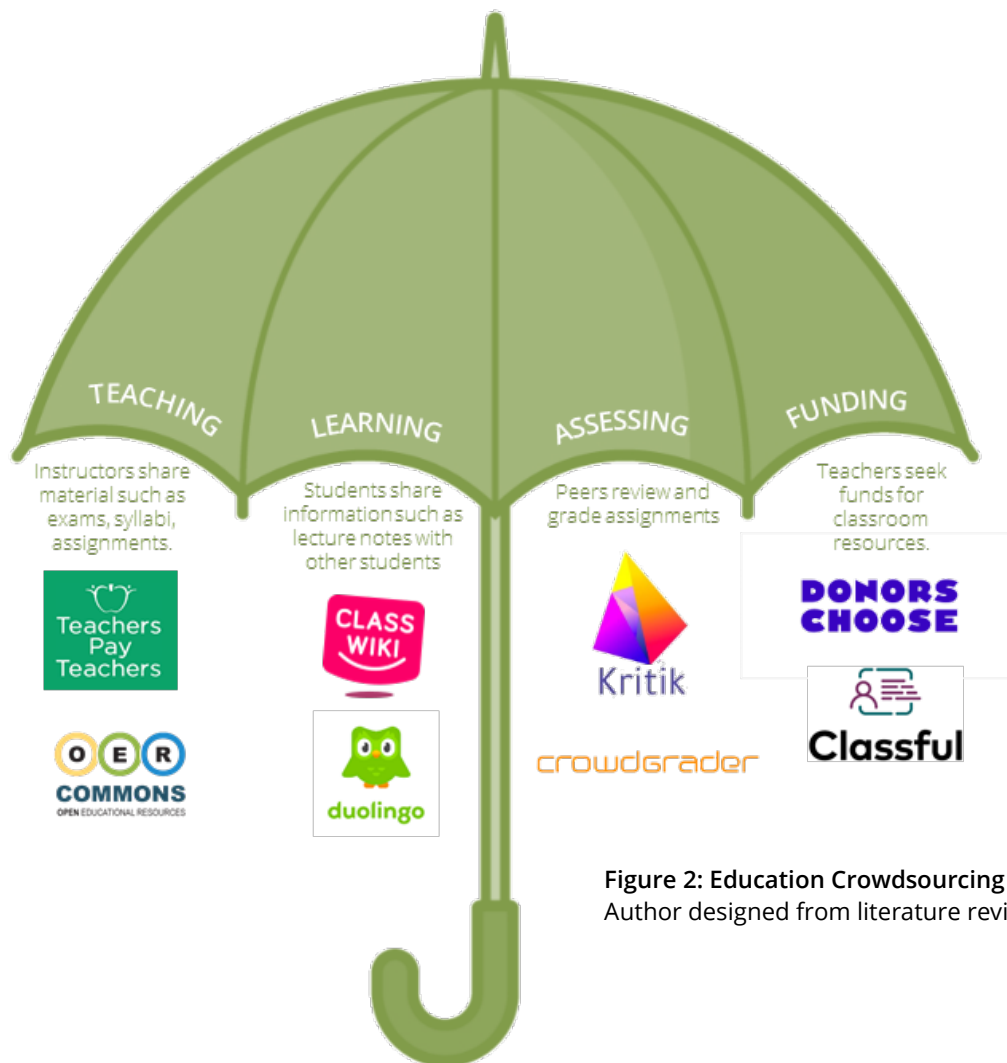 TEACHING
Instructors share
material such as
exams, syllabi,
assignments.
Teachers
Pay
Teachers
O E R
COMMONS
OPEN EDUCATIONAL RESOURCES
LEARNING
Students share
information such as
lecture notes with
other students
CLASS
WIKI
duolingo
ASSESSING
Peers review and
grade assignments
Kritik
crowdgrader
FUNDING
Teachers seek
funds for
classroom
resources.
DONORS
CHOOSE
Classful
Figure 2: Education Crowdsourcing
Author designed from literature revi